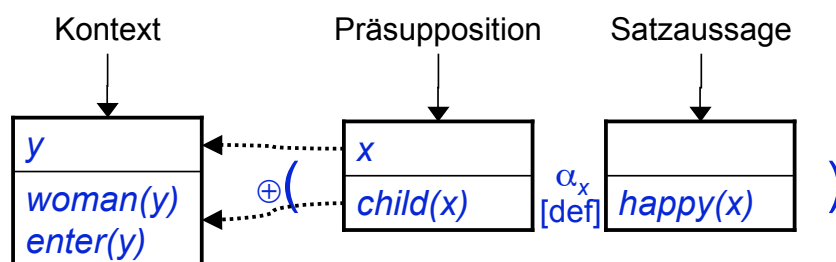 Kontext Präsupposition Satzaussage
y x
⊕( αx )
woman(y) child(x) [def] happy(x)
enter(y)